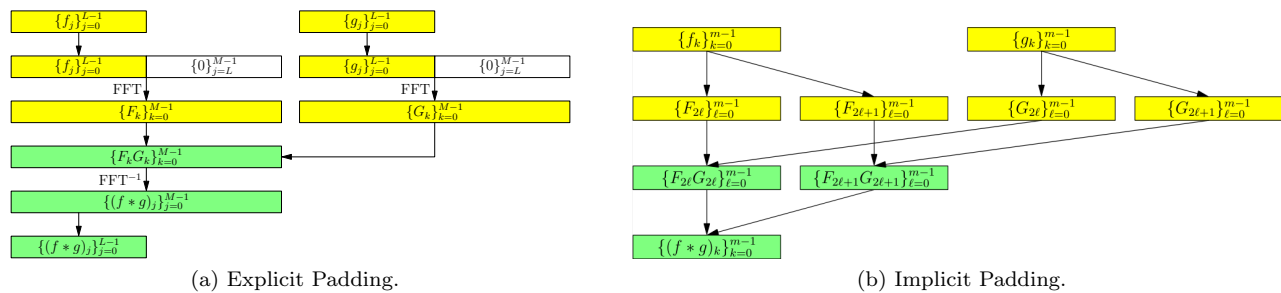 {f_j}_{j=0}^{L-1} {g_j}_{j=0}^{L-1}
{f_j}_{j=0}^{L-1} {0}_{j=L}^{M-1} {g_j}_{j=0}^{L-1} {0}_{j=L}^{M-1}
FFT FFT
{F_k}_{k=0}^{M-1} {G_k}_{k=0}^{M-1}
{F_kG_k}_{k=0}^{M-1}
FFT^{-1}
{(f * g)_j}_{j=0}^{M-1}
{(f * g)_j}_{j=0}^{L-1}
(a) Explicit Padding.
{f_k}_{k=0}^{m-1} {g_k}_{k=0}^{m-1}
{F_{2ℓ}}_{ℓ=0}^{m-1} {F_{2ℓ+1}}_{ℓ=0}^{m-1} {G_{2ℓ}}_{ℓ=0}^{m-1} {G_{2ℓ+1}}_{ℓ=0}^{m-1}
{F_{2ℓ}G_{2ℓ}}_{ℓ=0}^{m-1} {F_{2ℓ+1}G_{2ℓ+1}}_{ℓ=0}^{m-1}
{(f * g)_k}_{k=0}^{m-1}
(b) Implicit Padding.